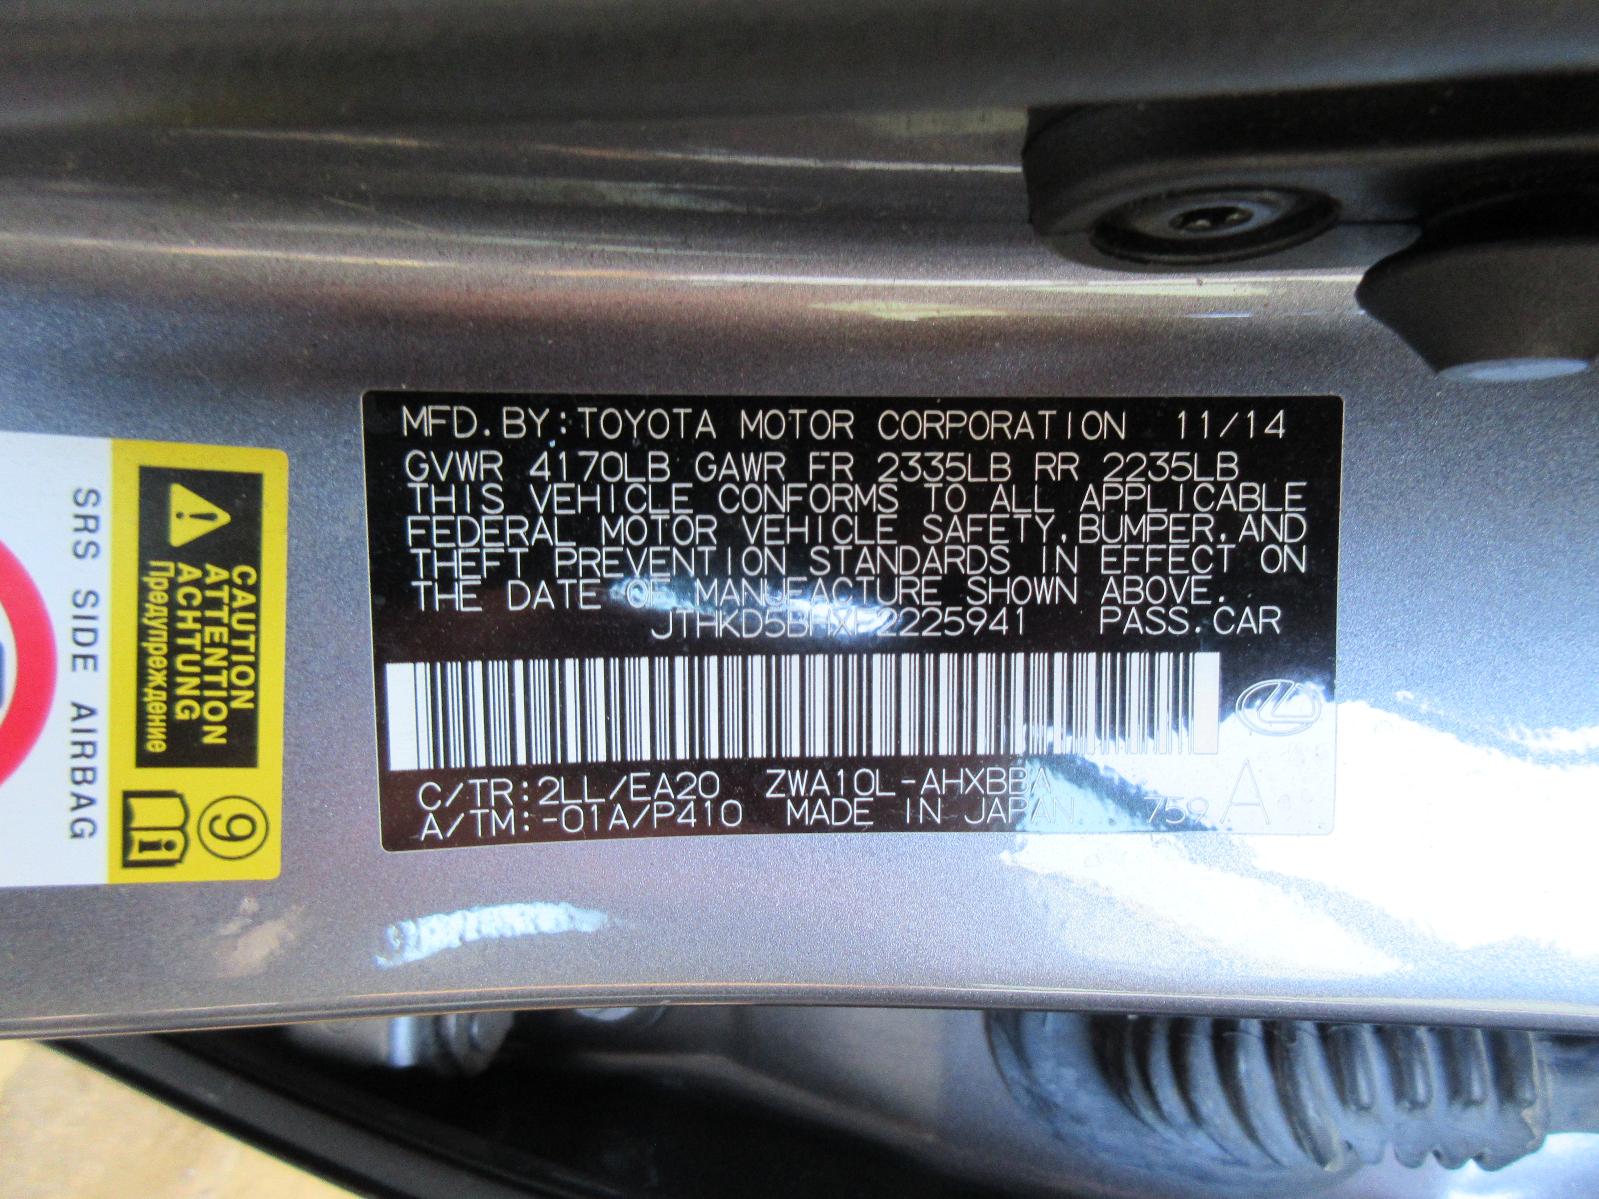 MFD.BY:TOYOTA MOTOR CORPORATION 11/14
GVWR 4170LB GAWR FR 2335LB RR 2235LB
THIS VEHICLE CONFORMS TO ALL APPLICABLE
FEDERAL MOTOR VEHICLE SAFETY,BUMPER,AND
THEFT PREVENTION STANDARDS IN EFFECT ON
THE DATE OF MANUFACTURE SHOWN ABOVE.
PASS.CAR
C/TR:2LL/EA20 ZWA10L-AHXBBA
A/TM:-01A/P410 MADE IN JAPAN
A
CAUTION
ATTENTION
ACHTUNG
Предупреждение
9
i
SRS SIDE AIRBAG